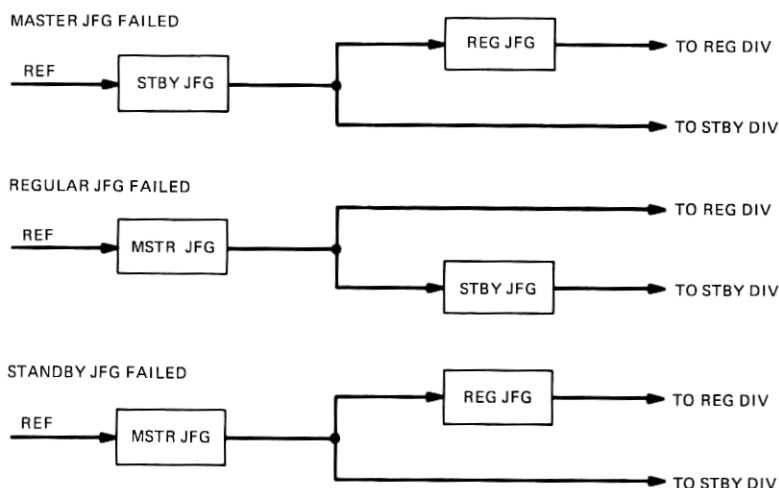 MASTER JFG FAILED
REF
STBY JFG
REG JFG
TO REG DIV
TO STBY DIV
REGULAR JFG FAILED
REF
MSTR JFG
TO REG DIV
STBY JFG
TO STBY DIV
STANDBY JFG FAILED
REF
MSTR JFG
REG JFG
TO REG DIV
TO STBY DIV